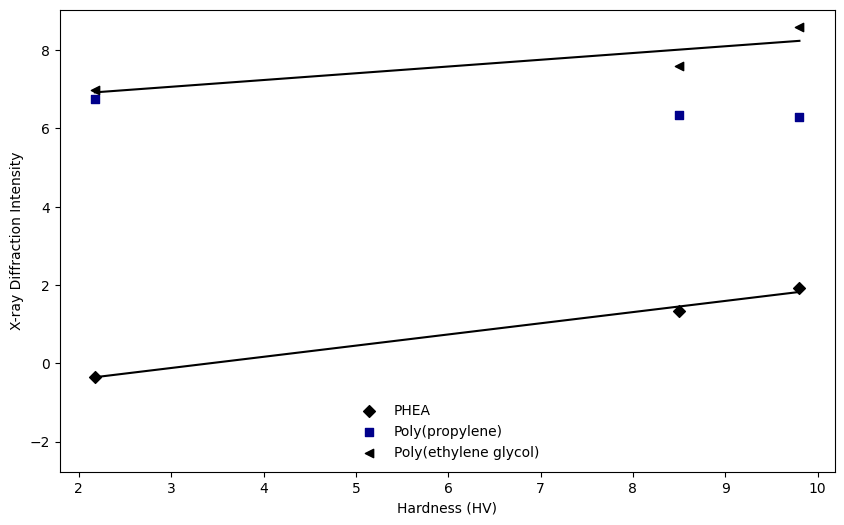 8
6
4
2
0
−2
X-ray Diffraction Intensity
PHEA
Poly(propylene)
Poly(ethylene glycol)
2 3 4 5 6 7 8 9 10
Hardness (HV)